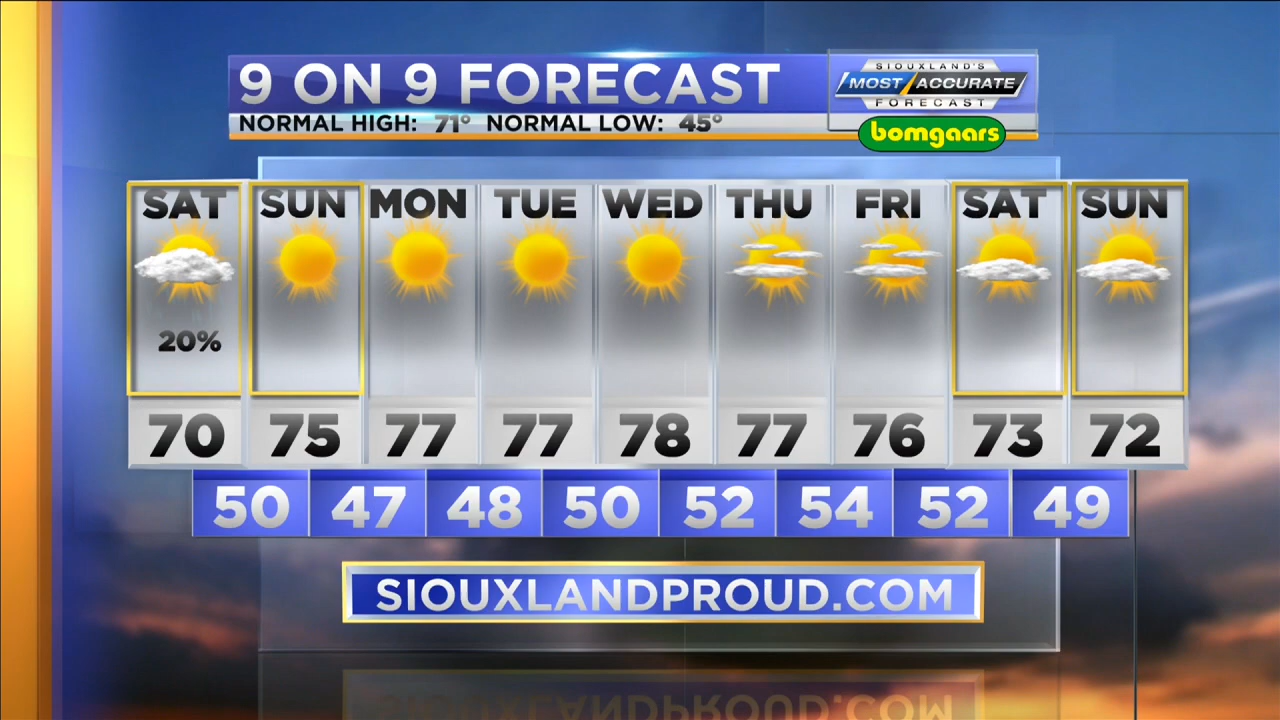 9 ON 9 FORECAST
NORMAL HIGH: 71° NORMAL LOW: 45°
SIOUXLAND'S
MOST ACCURATE
FORECAST
bomgaars
SAT SUN MON TUE WED THU FRI SAT SUN
20%
70 75 77 77 78 77 76 73 72
50 47 48 50 52 54 52 49
SIOUXLANDPROUD.COM
SIOUXLANDPROUD.COM